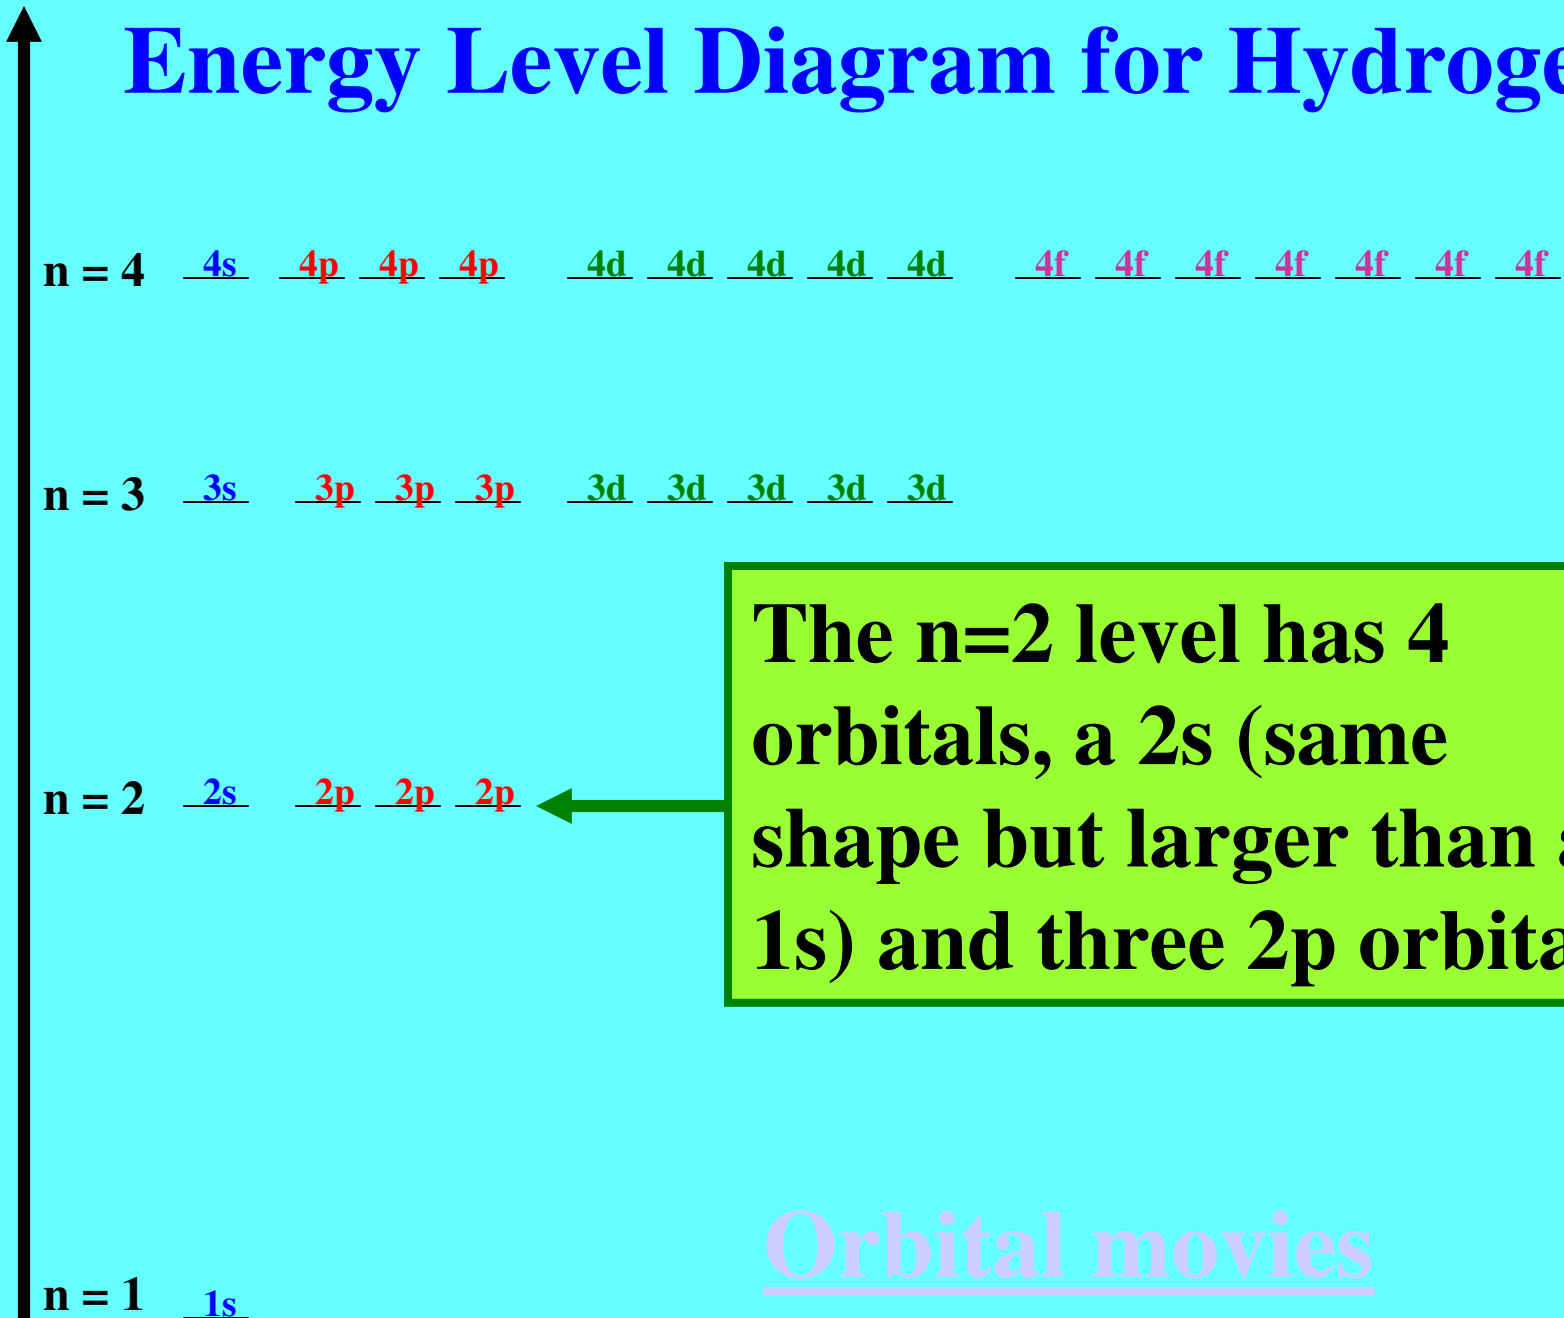 Energy Level Diagram for Hydroge
n = 4 4s 4p 4p 4p 4d 4d 4d 4d 4d 4f 4f 4f 4f 4f 4f 4f
n = 3 3s 3p 3p 3p 3d 3d 3d 3d 3d
The n=2 level has 4
orbitals, a 2s (same
shape but larger than a
1s) and three 2p orbita
n = 2 2s 2p 2p 2p
Orbital movies
n = 1 1s